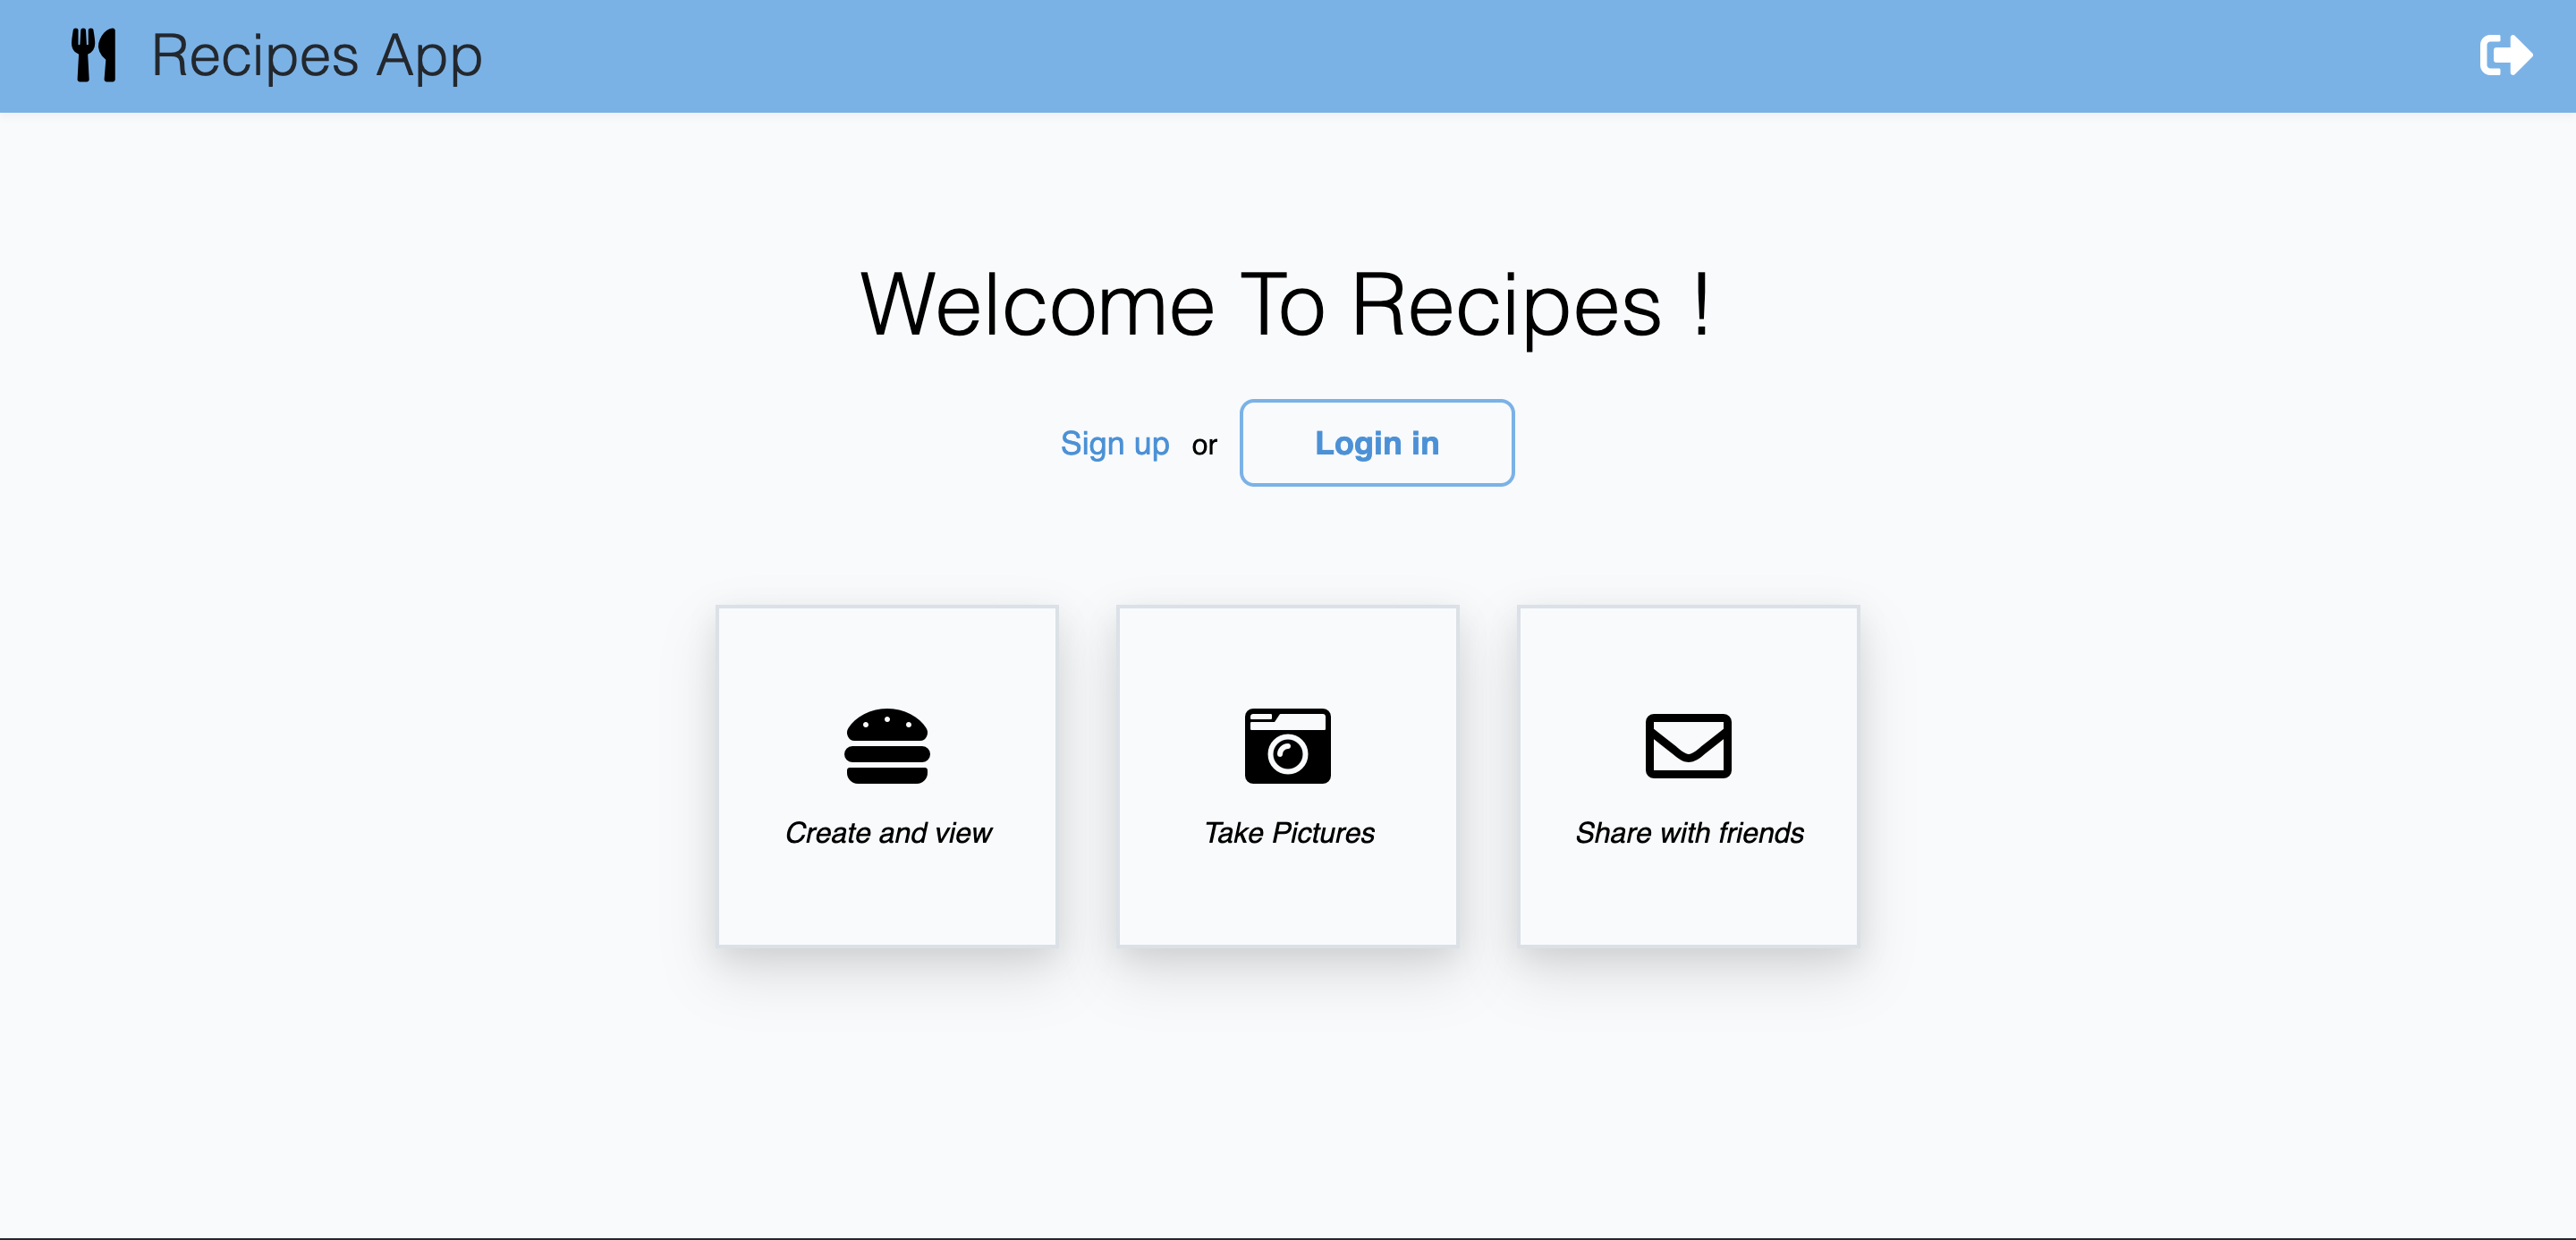 Recipes App
Welcome To Recipes !
Sign up or Login in
Create and view
Take Pictures
Share with friends